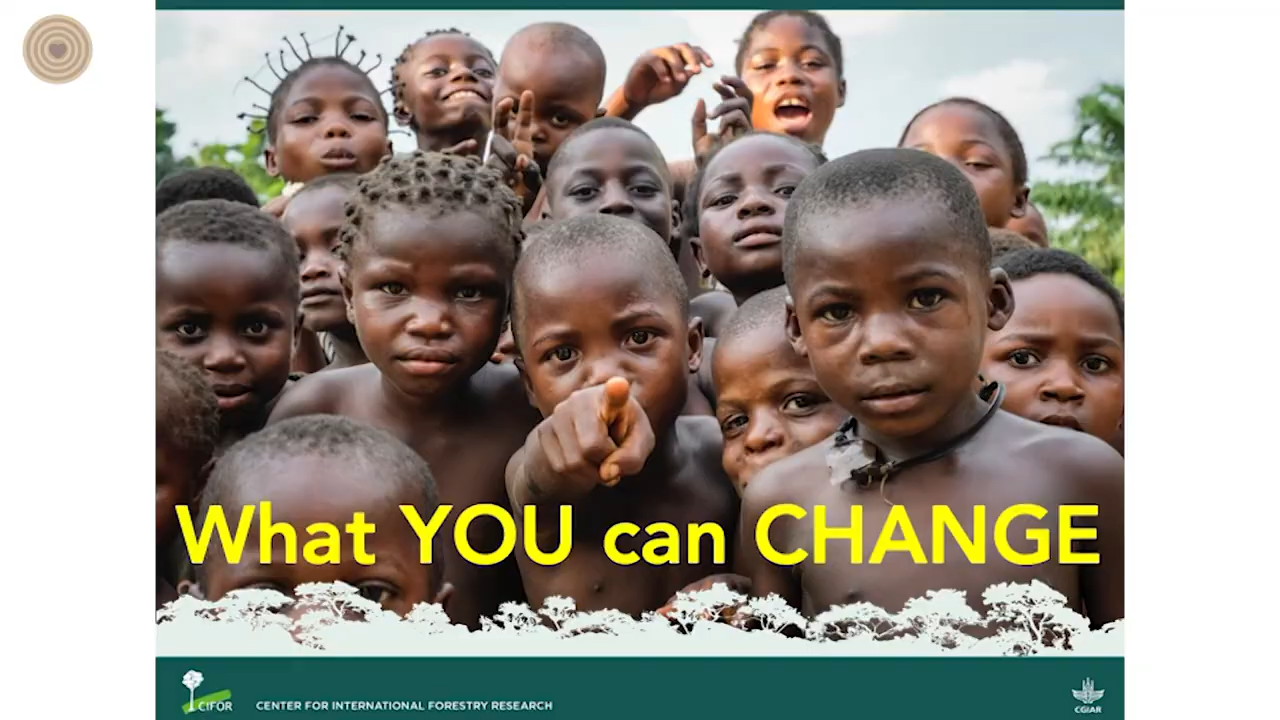 What YOU can CHANGE
CIFOR
CENTER FOR INTERNATIONAL FORESTRY RESEARCH
CGIAR